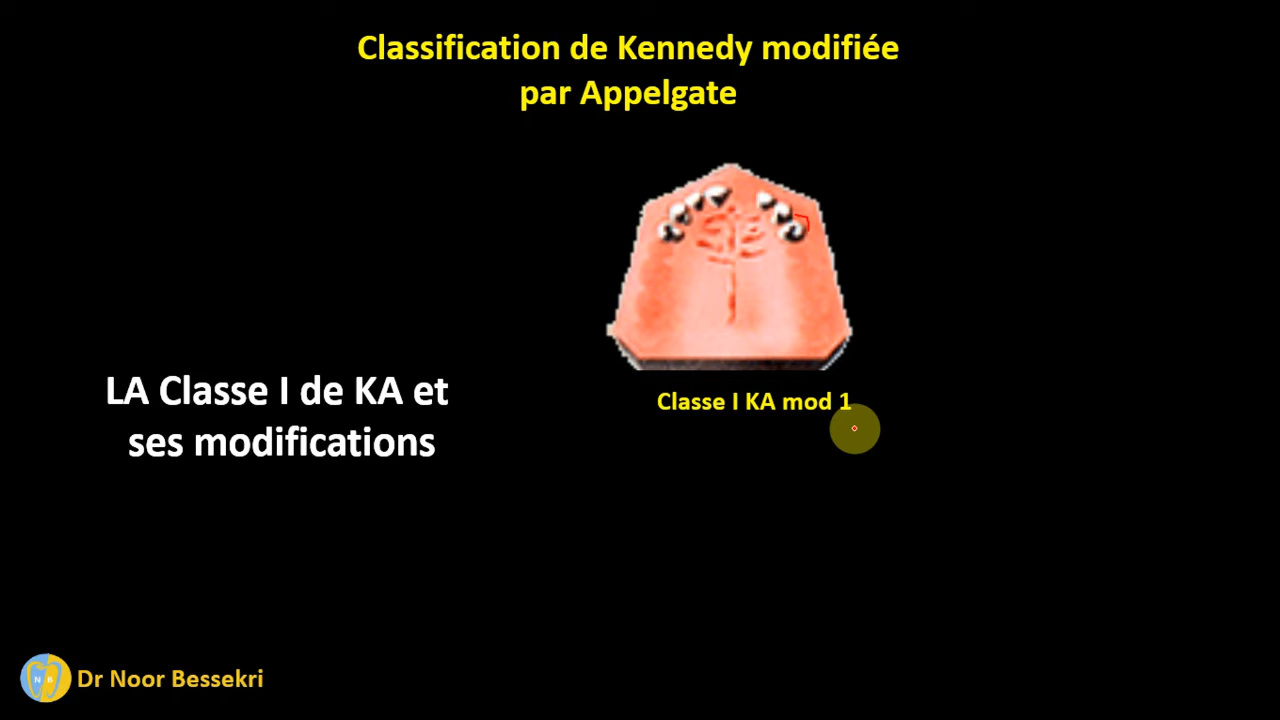 Classification de Kennedy modifiée
par Appelgate
Classe I KA mod 1
LA Classe I de KA et
ses modifications
N B
Dr Noor Bessekri